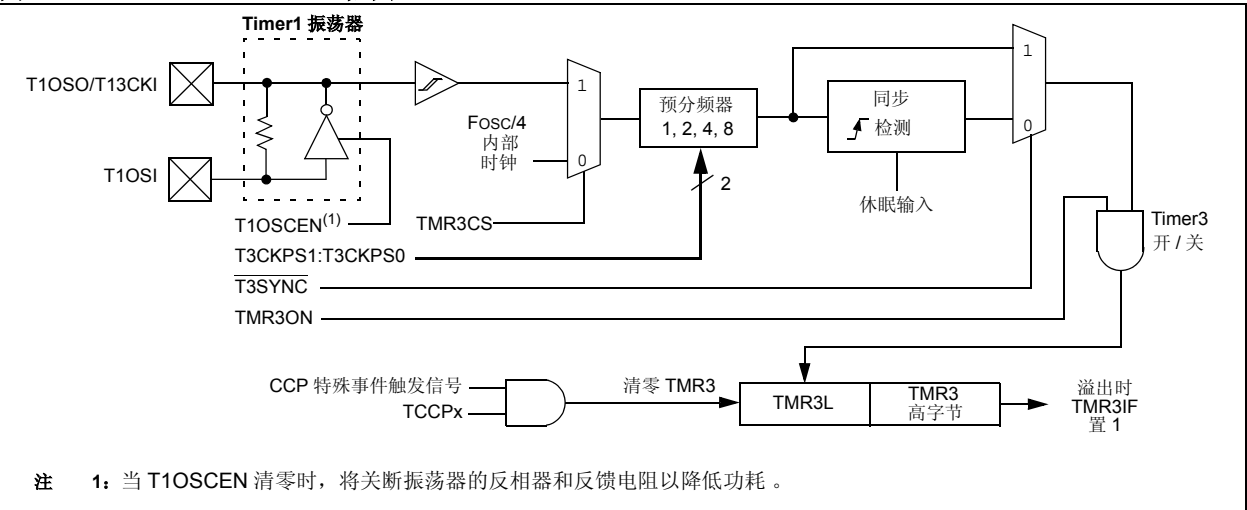 Timer1 振荡器
T1OSO/T13CKI
T1OSI
1
FOSC/4
内部
时钟
0
预分频器
1, 2, 4, 8
2
同步
检测
休眠输入
1
0
T1OSCEN(1)
TMR3CS
T3CKPS1:T3CKPS0
T3SYNC
TMR3ON
Timer3
开 / 关
CCP 特殊事件触发信号
TCCPx
清零 TMR3
TMR3L
TMR3
高字节
溢出时
TMR3IF
置 1
注 1: 当 T1OSCEN 清零时，将关断振荡器的反相器和反馈电阻以降低功耗 。